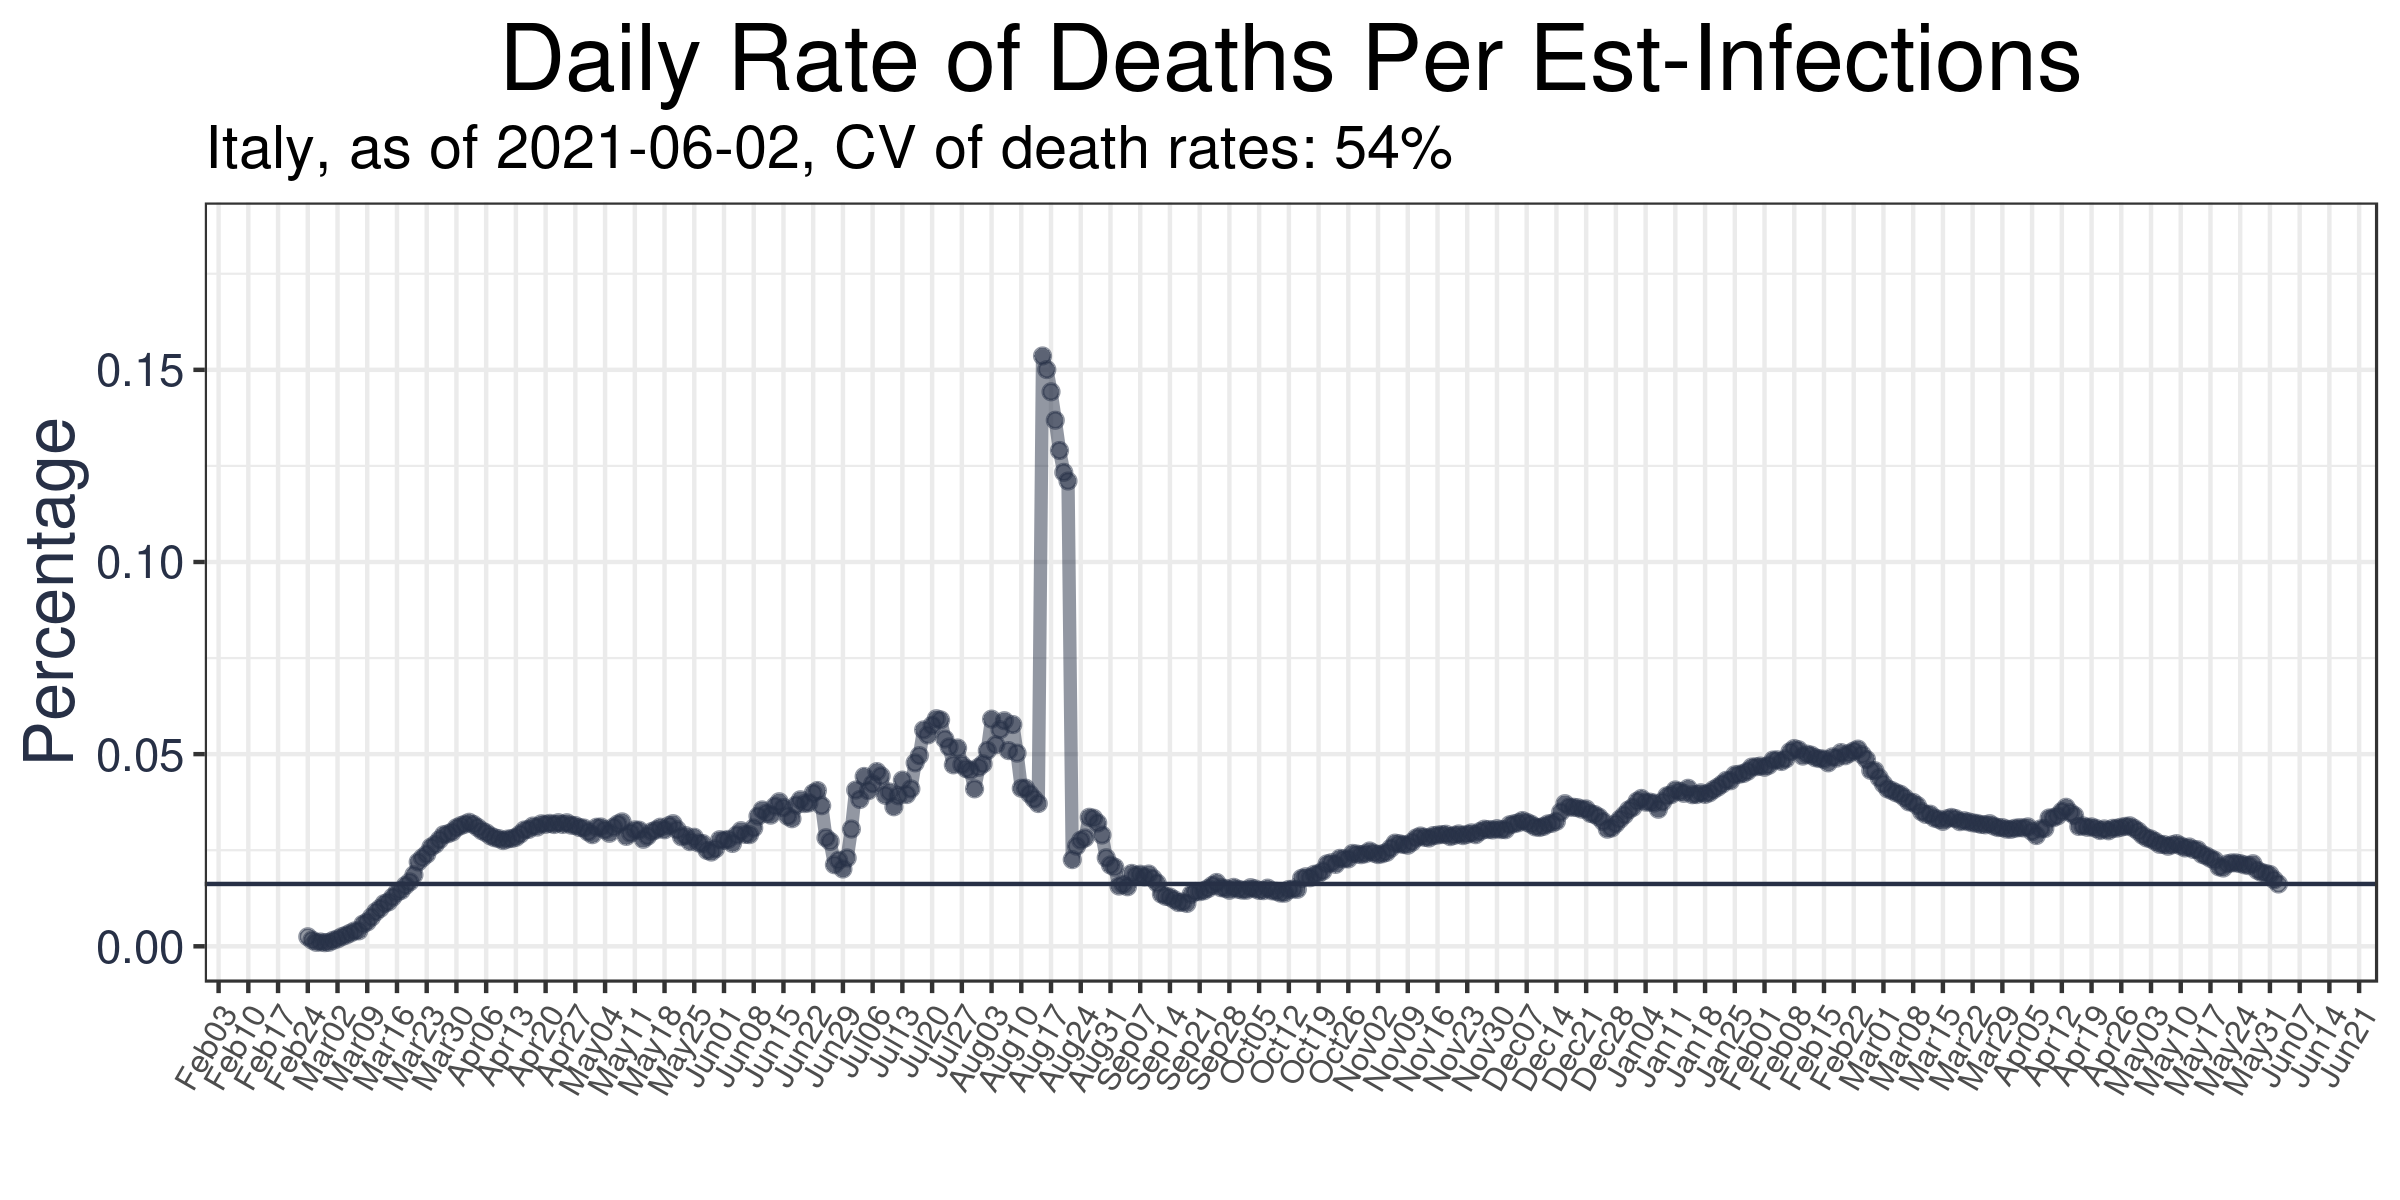 Daily Rate of Deaths Per Est-Infections
Italy, as of 2021-06-02, CV of death rates: 54%
Percentage
0.15
0.10
0.05
0.00
Feb03
Feb10
Feb17
Feb24
Mar02
Mar09
Mar16
Mar23
Mar30
Apr06
Apr13
Apr20
Apr27
May04
May11
May18
May25
Jun01
Jun08
Jun15
Jun22
Jun29
Jul06
Jul13
Jul20
Jul27
Aug03
Aug10
Aug17
Aug24
Aug31
Sep07
Sep14
Sep21
Sep28
Oct05
Oct12
Oct19
Oct26
Nov02
Nov09
Nov16
Nov23
Nov30
Dec07
Dec14
Dec21
Dec28
Jan04
Jan11
Jan18
Jan25
Feb01
Feb08
Feb15
Feb22
Mar01
Mar08
Mar15
Mar22
Mar29
Apr05
Apr12
Apr19
Apr26
May03
May10
May17
May24
May31
Jun07
Jun14
Jun21